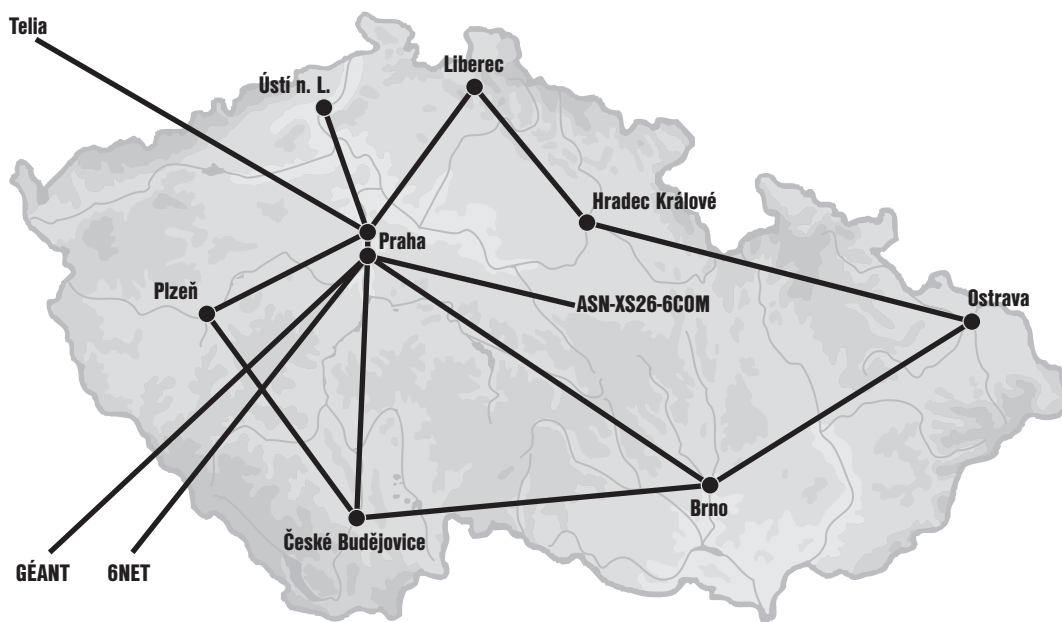 Telia
Liberec
Ústí n. L.
Hradec Králové
Praha
Plzeň
ASN-XS26-6COM
Ostrava
Brno
České Budějovice
GÉANT
6NET